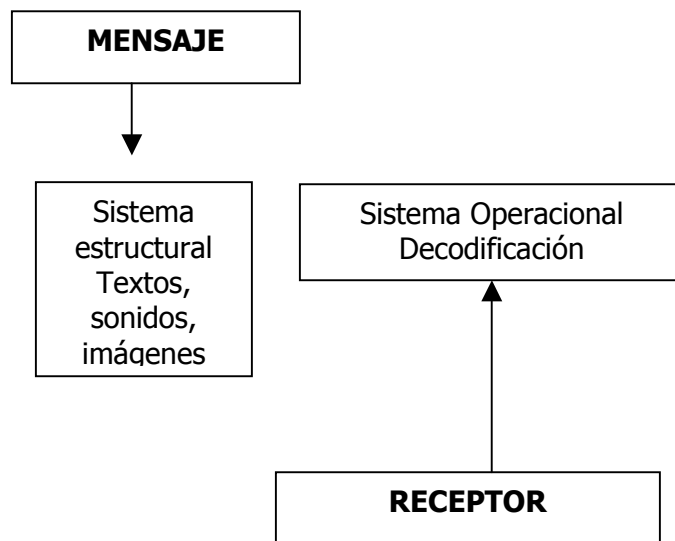 MENSAJE
Sistema
estructural
Textos,
sonidos,
imágenes
Sistema Operacional
Decodificación
RECEPTOR